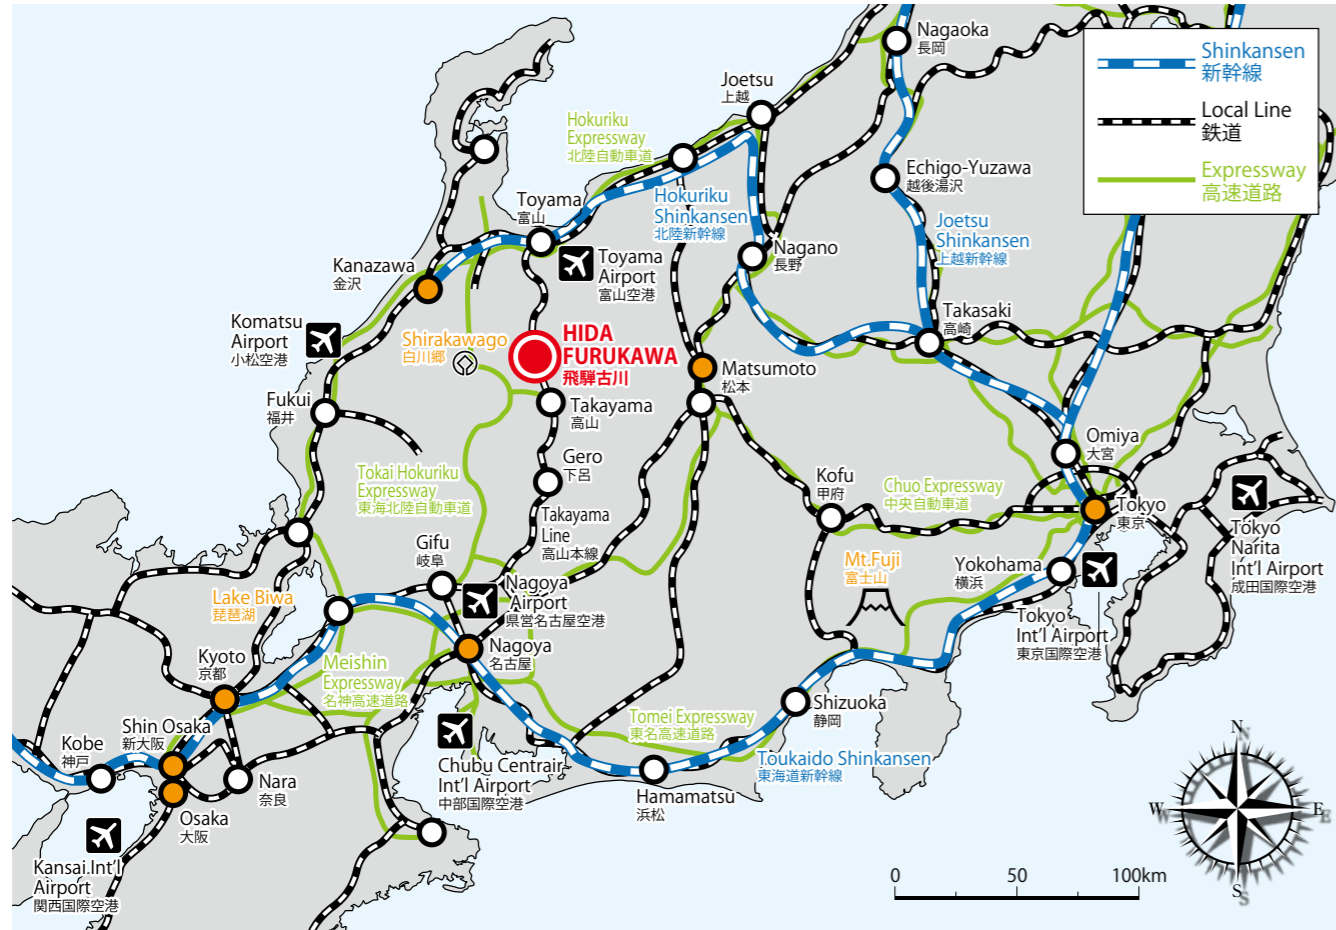 Nagaoka
長岡
Shinkansen
新幹線
Local Line
鉄道
Expressway
高速道路
Joetsu
上越
Hokuriku
Expressway
北陸自動車道
Echigo-Yuzawa
越後湯沢
Toyama
富山
Hokuriku
Shinkansen
北陸新幹線
Joetsu
Shinkansen
上越新幹線
Nagano
長野
Toyama
Airport
富山空港
Kanazawa
金沢
Takasaki
高崎
Komatsu
Airport
小松空港
Shirakawago
白川郷
HIDA
FURUKAWA
飛騨古川
Matsumoto
松本
Fukui
福井
Takayama
高山
Omiya
大宮
Gero
下呂
Tokai Hokuriku
Expressway
東海北陸自動車道
Kofu
甲府
Chuo Expressway
中央自動車道
Tokyo
東京
Takayama
Line
高山本線
Tokyo
Narita
Int'l Airport
成田国際空港
Gifu
岐阜
Mt.Fuji
富士山
Yokohama
横浜
Nagoya
Airport
県営名古屋空港
Lake Biwa
琵琶湖
Tokyo
Int'l Airport
東京国際空港
Nagoya
名古屋
Kyoto
京都
Meishin
Expressway
名神高速道路
Shizuoka
静岡
Tomei Expressway
東名高速道路
Shin Osaka
新大阪
Kobe
神戸
Toukaido Shinkansen
東海道新幹線
Chubu Centrair
Int'l Airport
中部国際空港
Nara
奈良
Hamamatsu
浜松
Osaka
大阪
Kansai.Int'l
Airport
関西国際空港
N
W
E
S
0 50 100km